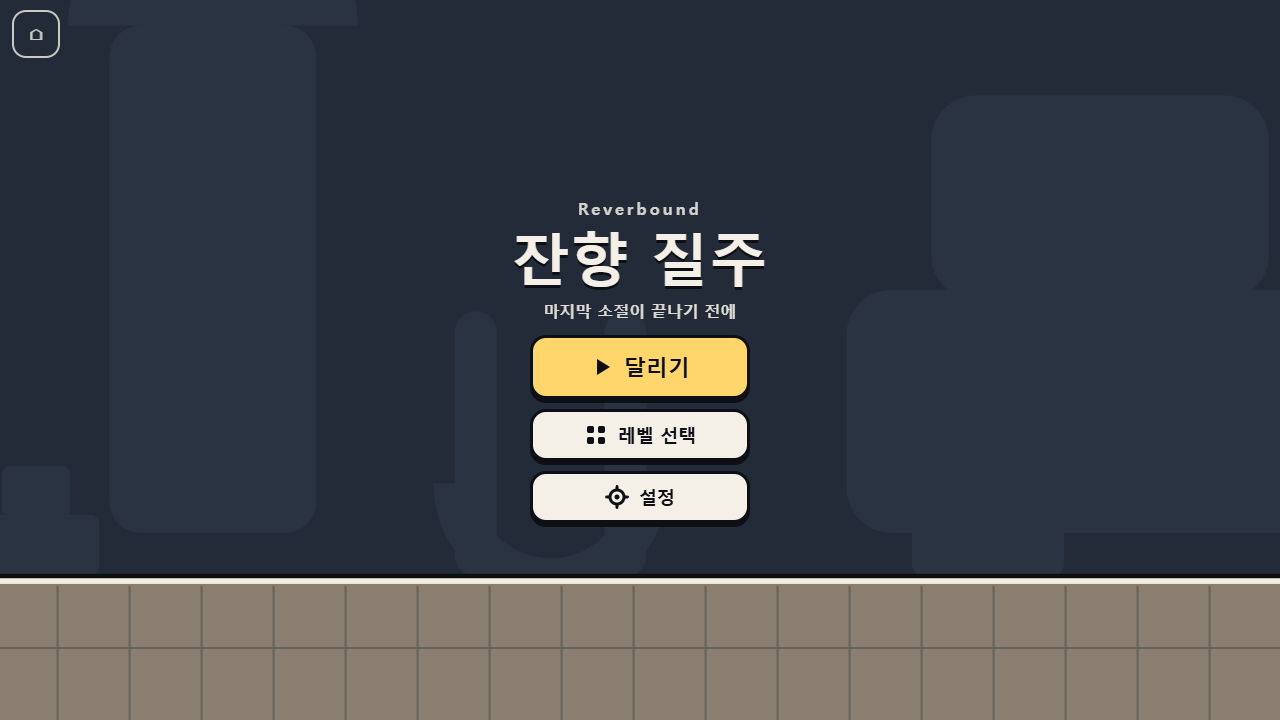 Reverbound
잔향 질주
마지막 소절이 끝나기 전에
달리기
레벨 선택
설정